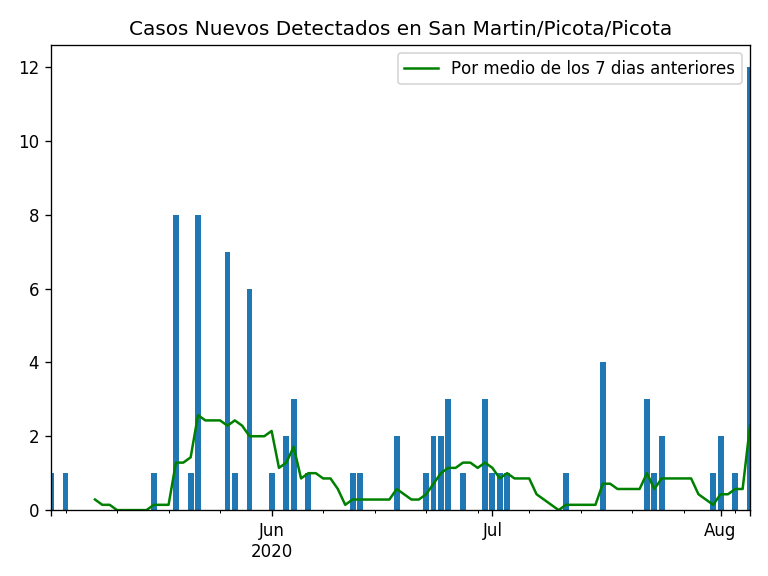 Casos Nuevos Detectados en San Martin/Picota/Picota
Por medio de los 7 dias anteriores
12
10
8
6
4
2
0
Jun
2020
Jul
Aug